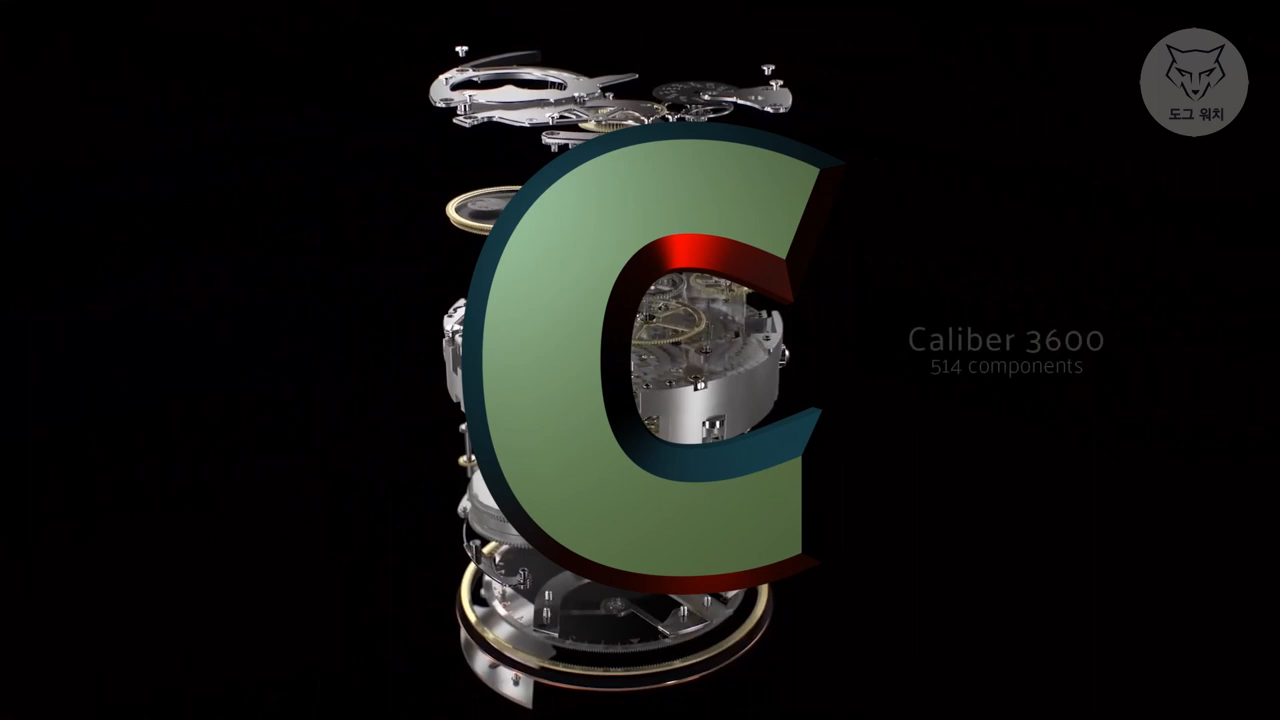 도그 워치
C
Caliber 3600
514 components